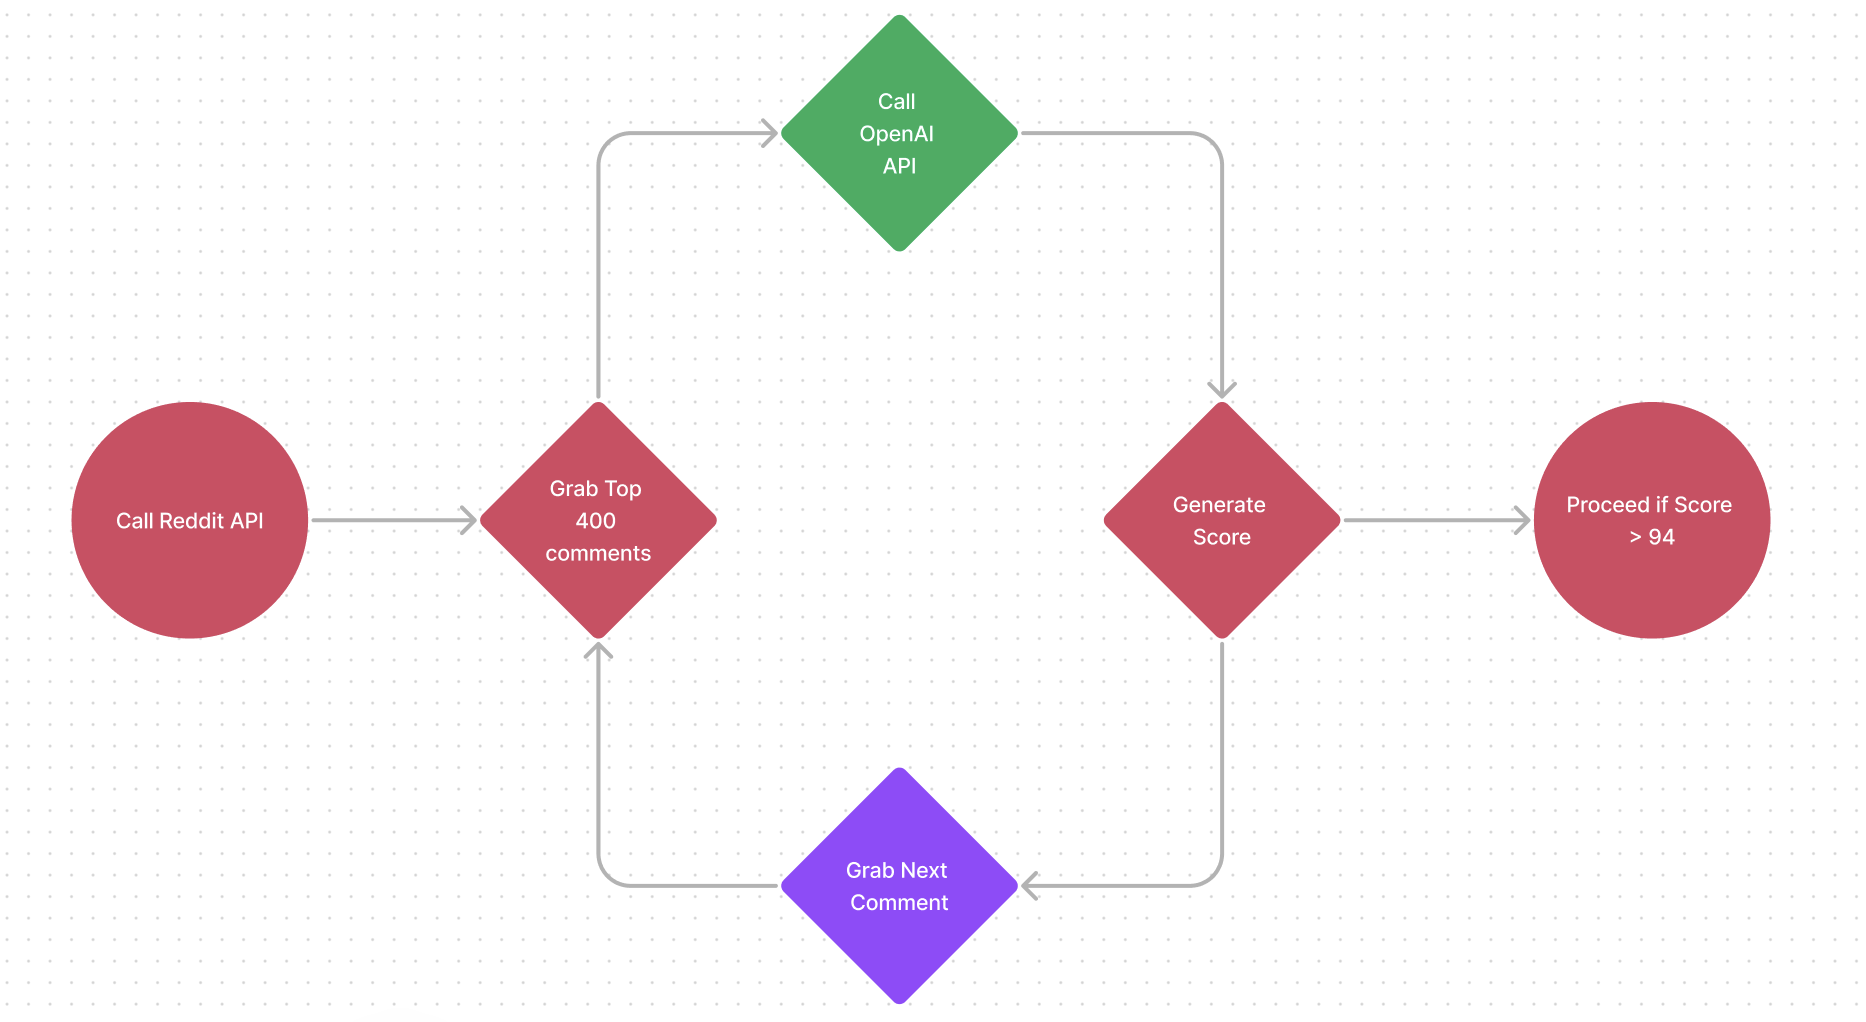 Call
OpenAI
API
Call Reddit API
Grab Top
400
comments
Generate
Score
Proceed if Score
> 94
Grab Next
Comment